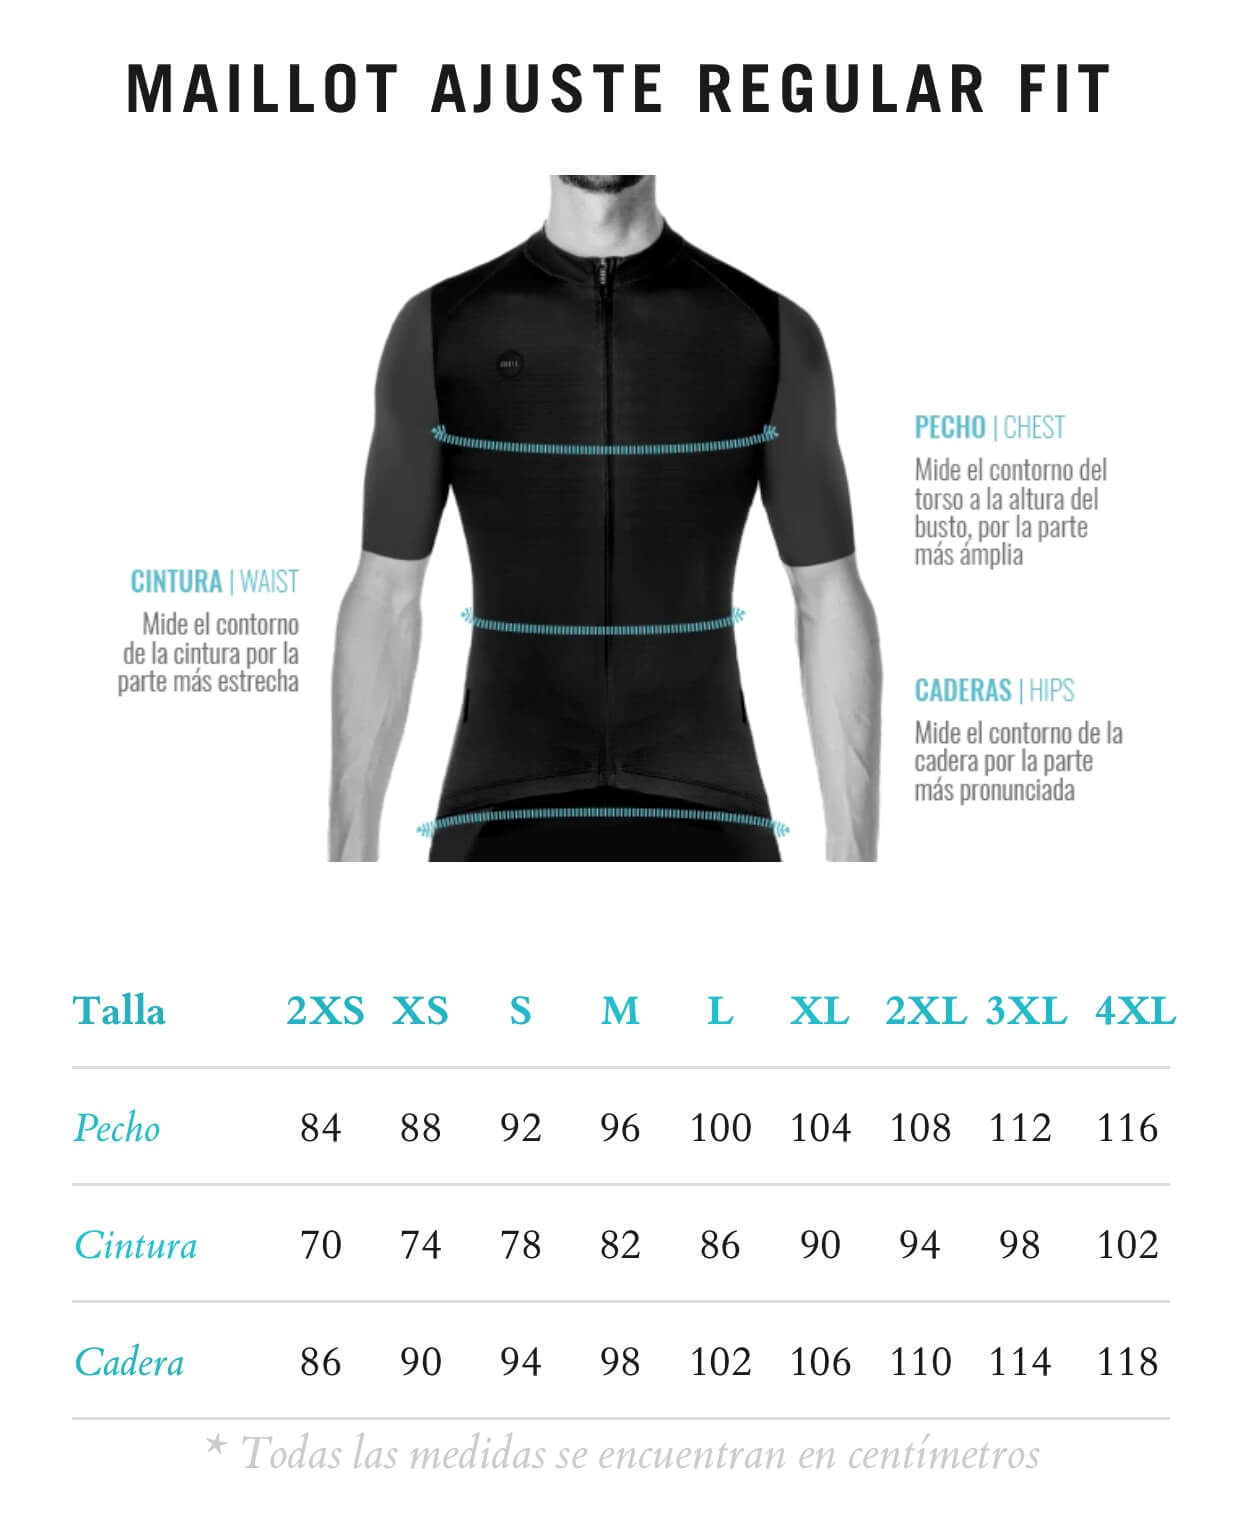 MAILLOT AJUSTE REGULAR FIT
PECHO | CHEST
Mide el contorno del
torso a la altura del
busto, por la parte
más ámplia
CINTURA | WAIST
Mide el contorno
de la cintura por la
parte más estrecha
CADERAS | HIPS
Mide el contorno de la
cadera por la parte
más pronunciada
Talla 2XS XS S M L XL 2XL 3XL 4XL
Pecho 84 88 92 96 100 104 108 112 116
Cintura 70 74 78 82 86 90 94 98 102
Cadera 86 90 94 98 102 106 110 114 118
* Todas las medidas se encuentran en centímetros